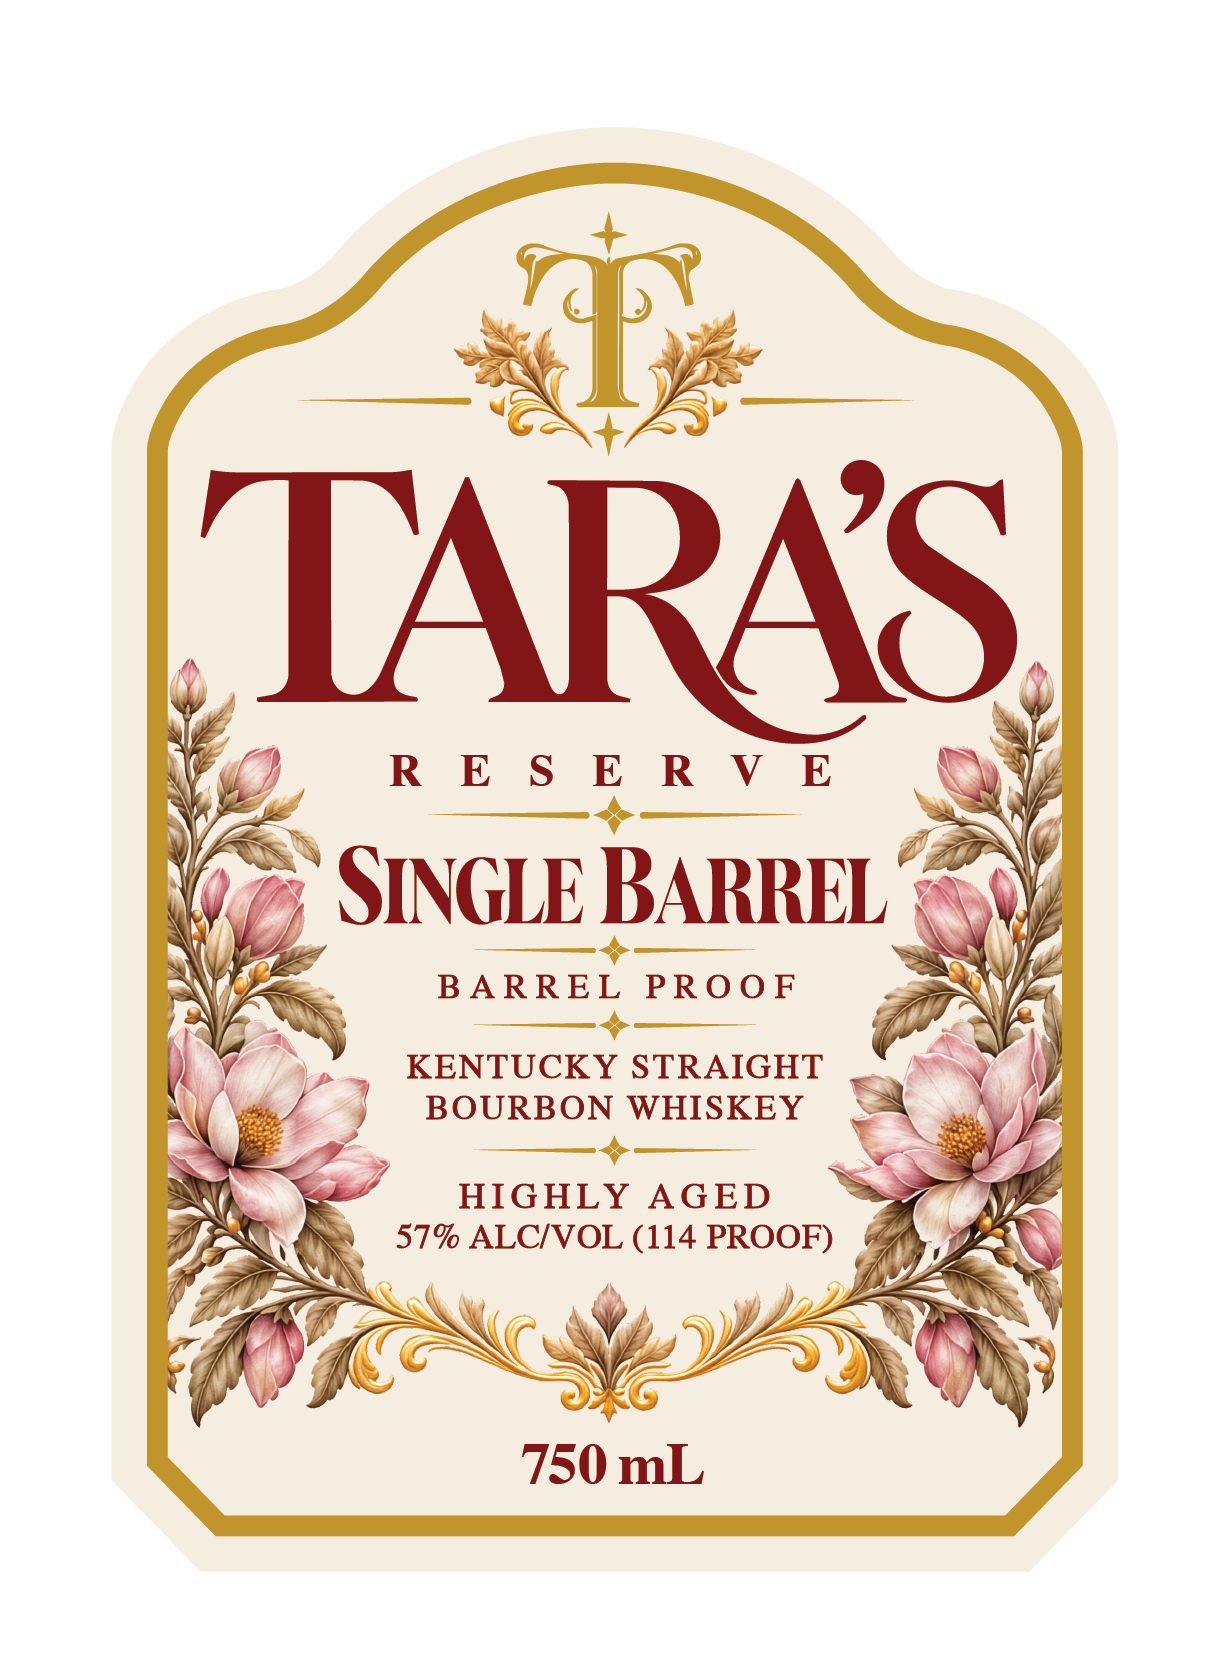 T
TARA'S
RESERVE
SINGLE BARREL
BARREL PROOF
KENTUCKY STRAIGHT
BOURBON WHISKEY
HIGHLY AGED
57% ALC/VOL (114 PROOF)
750 mL